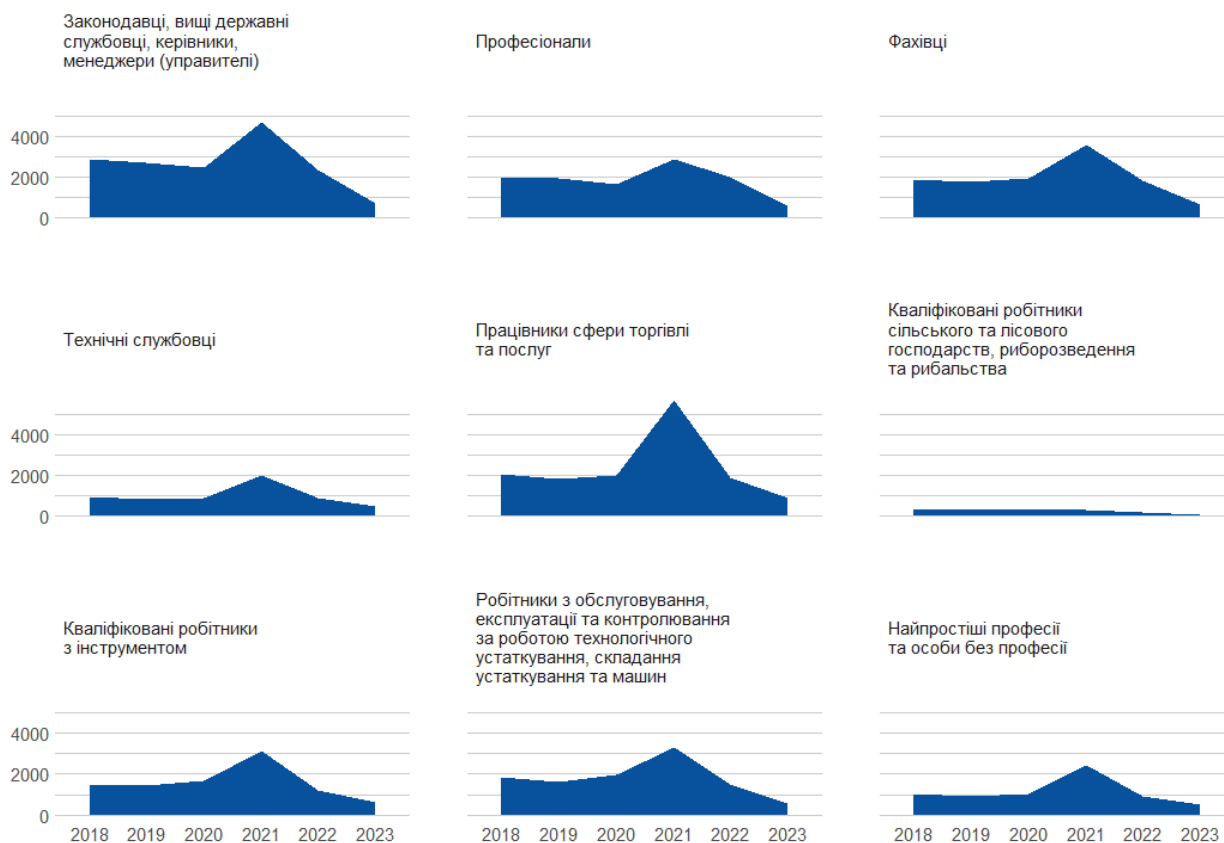 Законодавці, вищі державні
службовці, керівники,
менеджери (управителі)
Професіонали
Фахівці
4000
2000
0
Технічні службовці
Працівники сфери торгівлі
та послуг
Кваліфіковані робітники
сільського та лісового
господарств, риборозведення
та рибальства
4000
2000
0
Кваліфіковані робітники
з інструментом
Робітники з обслуговування,
експлуатації та контролювання
за роботою технологічного
устаткування, складання
устаткування та машин
Найпростіші професії
та особи без професії
4000
2000
0
2018 2019 2020 2021 2022 2023
2018 2019 2020 2021 2022 2023
2018 2019 2020 2021 2022 2023